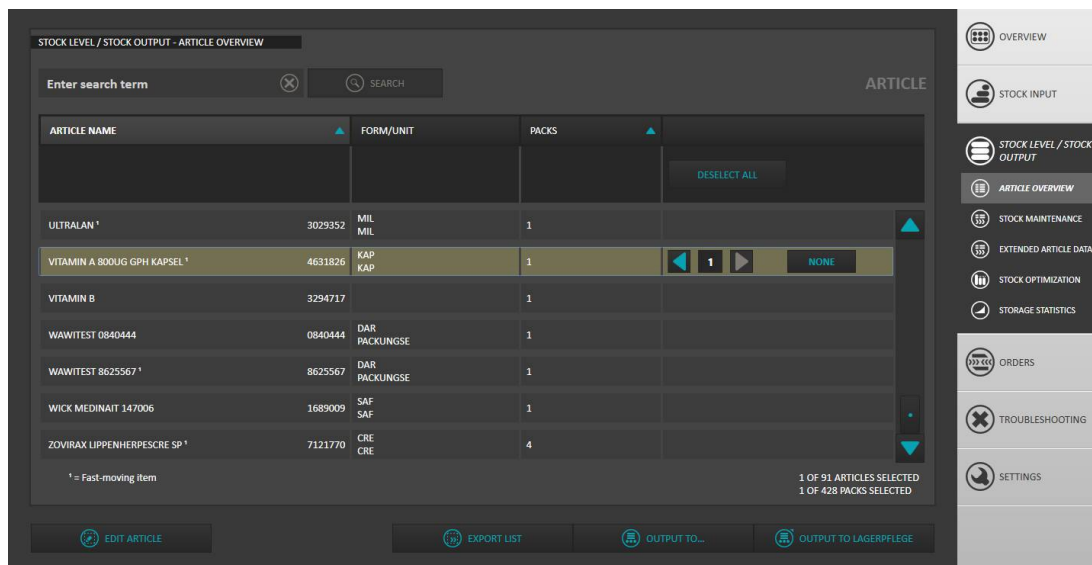 STOCK LEVEL / STOCK OUTPUT - ARTICLE OVERVIEW
Enter search term
SEARCH
ARTICLE
ARTICLE NAME FORM/UNIT PACKS
DESELECT ALL
ULTRALAN ¹ 3029352 MIL MIL 1
VITAMIN A 800UG GPH KAPSEL ¹ 4631826 KAP KAP 1 1 NONE
VITAMIN B 3294717 1
WAWITEST 0840444 0840444 DAR PACKUNGSE 1
WAWITEST 8625567 ¹ 8625567 DAR PACKUNGSE 1
WICK MEDINAIT 147006 1689009 SAF SAF 1
ZOVIRAX LIPPENHERPESCRE SP ¹ 7121770 CRE CRE 4
¹ = Fast-moving item
1 OF 91 ARTICLES SELECTED
1 OF 428 PACKS SELECTED
EDIT ARTICLE
EXPORT LIST
OUTPUT TO...
OUTPUT TO LAGERPFLEGE
OVERVIEW
STOCK INPUT
STOCK LEVEL / STOCK
OUTPUT
ARTICLE OVERVIEW
STOCK MAINTENANCE
EXTENDED ARTICLE DATA
STOCK OPTIMIZATION
STORAGE STATISTICS
ORDERS
TROUBLESHOOTING
SETTINGS